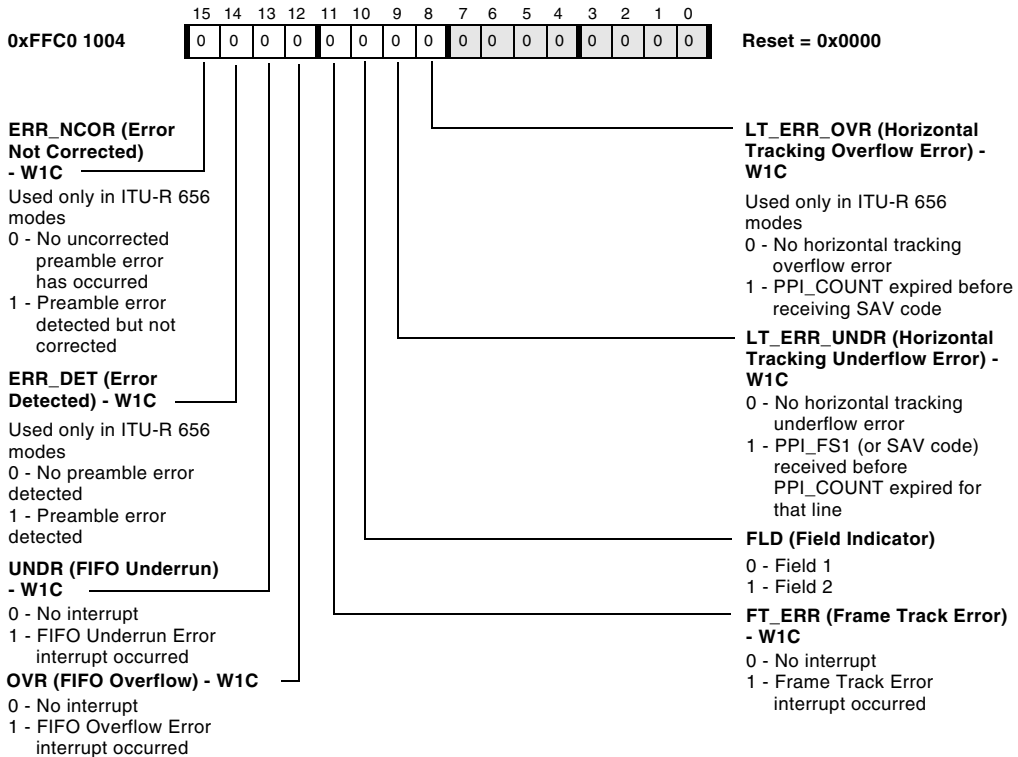 15 14 13 12 11 10 9 8 7 6 5 4 3 2 1 0
0xFFC0 1004
0 0 0 0 0 0 0 0 0 0 0 0 0 0 0 0
Reset = 0x0000
ERR_NCOR (Error
Not Corrected)
- W1C
Used only in ITU-R 656
modes
0 - No uncorrected
preamble error
has occurred
1 - Preamble error
detected but not
corrected
ERR_DET (Error
Detected) - W1C
Used only in ITU-R 656
modes
0 - No preamble error
detected
1 - Preamble error
detected
UNDR (FIFO Underrun)
- W1C
0 - No interrupt
1 - FIFO Underrun Error
interrupt occurred
OVR (FIFO Overflow) - W1C
0 - No interrupt
1 - FIFO Overflow Error
interrupt occurred
LT_ERR_OVR (Horizontal
Tracking Overflow Error) -
W1C
Used only in ITU-R 656
modes
0 - No horizontal tracking
overflow error
1 - PPI_COUNT expired before
receiving SAV code
LT_ERR_UNDR (Horizontal
Tracking Underflow Error) -
W1C
0 - No horizontal tracking
underflow error
1 - PPI_FS1 (or SAV code)
received before
PPI_COUNT expired for
that line
FLD (Field Indicator)
0 - Field 1
1 - Field 2
FT_ERR (Frame Track Error)
- W1C
0 - No interrupt
1 - Frame Track Error
interrupt occurred